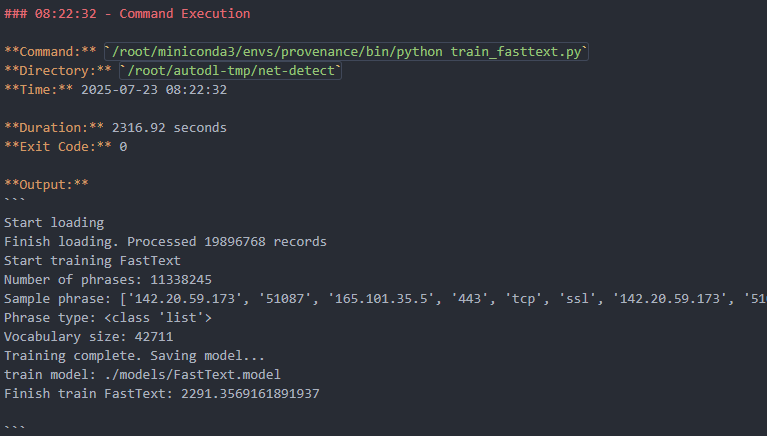 ### 08:22:32 - Command Execution
**Command:** `/root/miniconda3/envs/provenance/bin/python train_fasttext.py`
**Directory:** `/root/autodl-tmp/net-detect`
**Time:** 2025-07-23 08:22:32
**Duration:** 2316.92 seconds
**Exit Code:** 0
**Output:**
```
Start loading
Finish loading. Processed 19896768 records
Start training FastText
Number of phrases: 11338245
Sample phrase: ['142.20.59.173', '51087', '165.101.35.5', '443', 'tcp', 'ssl', '142.20.59.173', '510
Phrase type: <class 'list'>
Vocabulary size: 42711
Training complete. Saving model...
train model: ./models/FastText.model
Finish train FastText: 2291.3569161891937
```